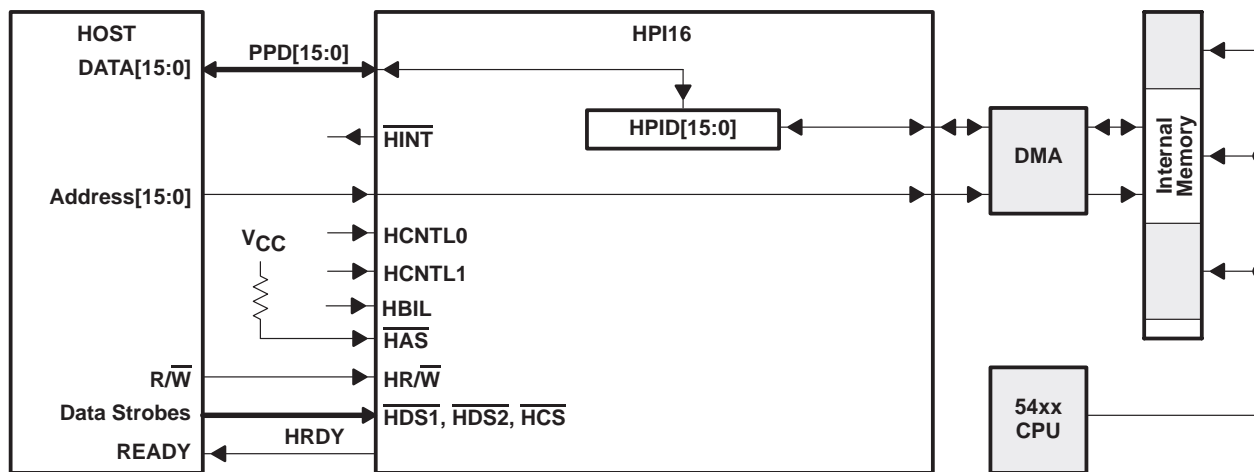 HOST
HPI16
DATA[15:0]
PPD[15:0]
HPID[15:0]
HINT
DMA
Internal
Memory
Address[15:0]
VCC
HCNTL0
HCNTL1
HBIL
HAS
R/W
HR/W
Data Strobes
HDS1, HDS2, HCS
54xx
CPU
READY
HRDY